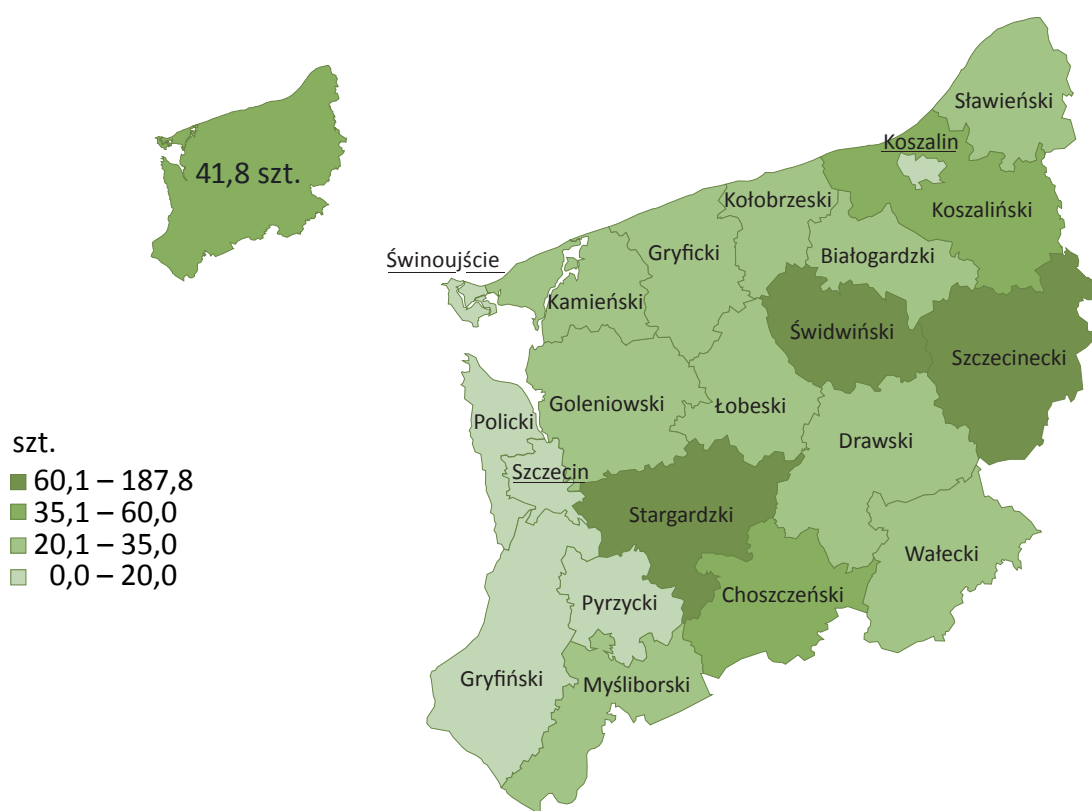 41,8 szt.
Sławieński
Koszalin
Koszaliński
Kołobrzeski
Gryficki
Białogardzki
Świnoujście
Kamieński
Świdwiński
Szczecinecki
Goleniowski
Łobeski
Policki
Drawski
Szczecin
Stargardzki
Wałecki
Choszczeński
Pyrzycki
Gryfiński
Myśliborski
szt.
60,1 – 187,8
35,1 – 60,0
20,1 – 35,0
0,0 – 20,0